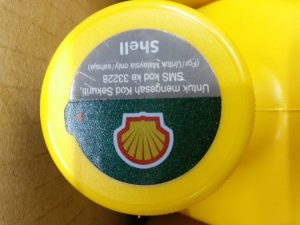 Untuk mengesah Kod Sekuriti,
SMS kod ke 33228
(For/Untuk Malaysia only/sahaja)
Shell